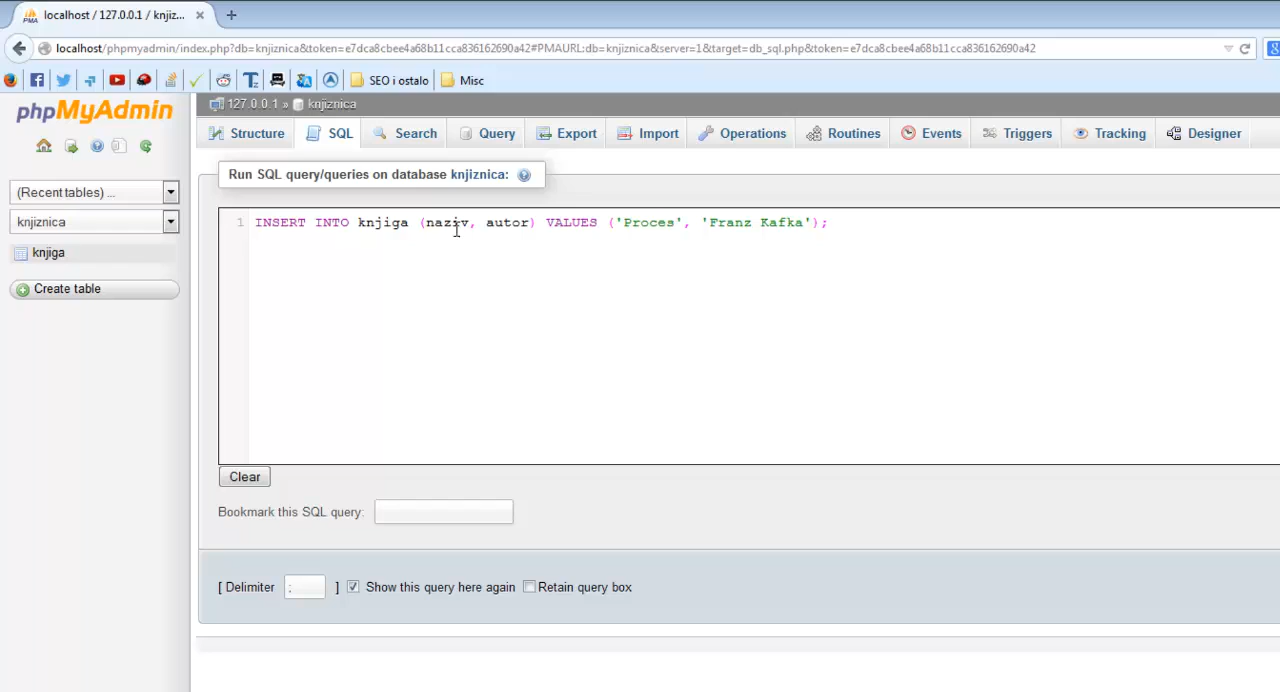 localhost / 127.0.0.1 / knjiz...
localhost/phpmyadmin/index.php?db=knjiznica&token=e7dca8cbee4a68b11cca836162690a42#PMAURL:db=knjiznica&server=1&target=db_sql.php&token=e7dca8cbee4a68b11cca836162690a42
SEO i ostalo Misc
phpMyAdmin
127.0.0.1 » knjiznica
Structure SQL Search Query Export Import Operations Routines Events Triggers Tracking Designer
(Recent tables) ...
knjiznica
knjiga
Create table
Run SQL query/queries on database knjiznica:
1 INSERT INTO knjiga (naziv, autor) VALUES ('Proces', 'Franz Kafka');
Clear
Bookmark this SQL query:
[ Delimiter ; ] Show this query here again Retain query box